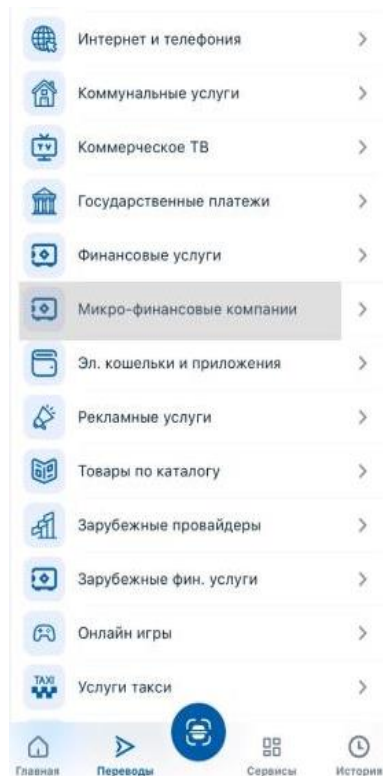 Интернет и телефония
Коммунальные услуги
TV
Коммерческое ТВ
Государственные платежи
Финансовые услуги
Микро-финансовые компании
Эл. кошельки и приложения
Рекламные услуги
Товары по каталогу
Зарубежные провайдеры
Зарубежные фин. услуги
Онлайн игры
TAXI
Услуги такси
Главная
Переводы
Сервисы
История